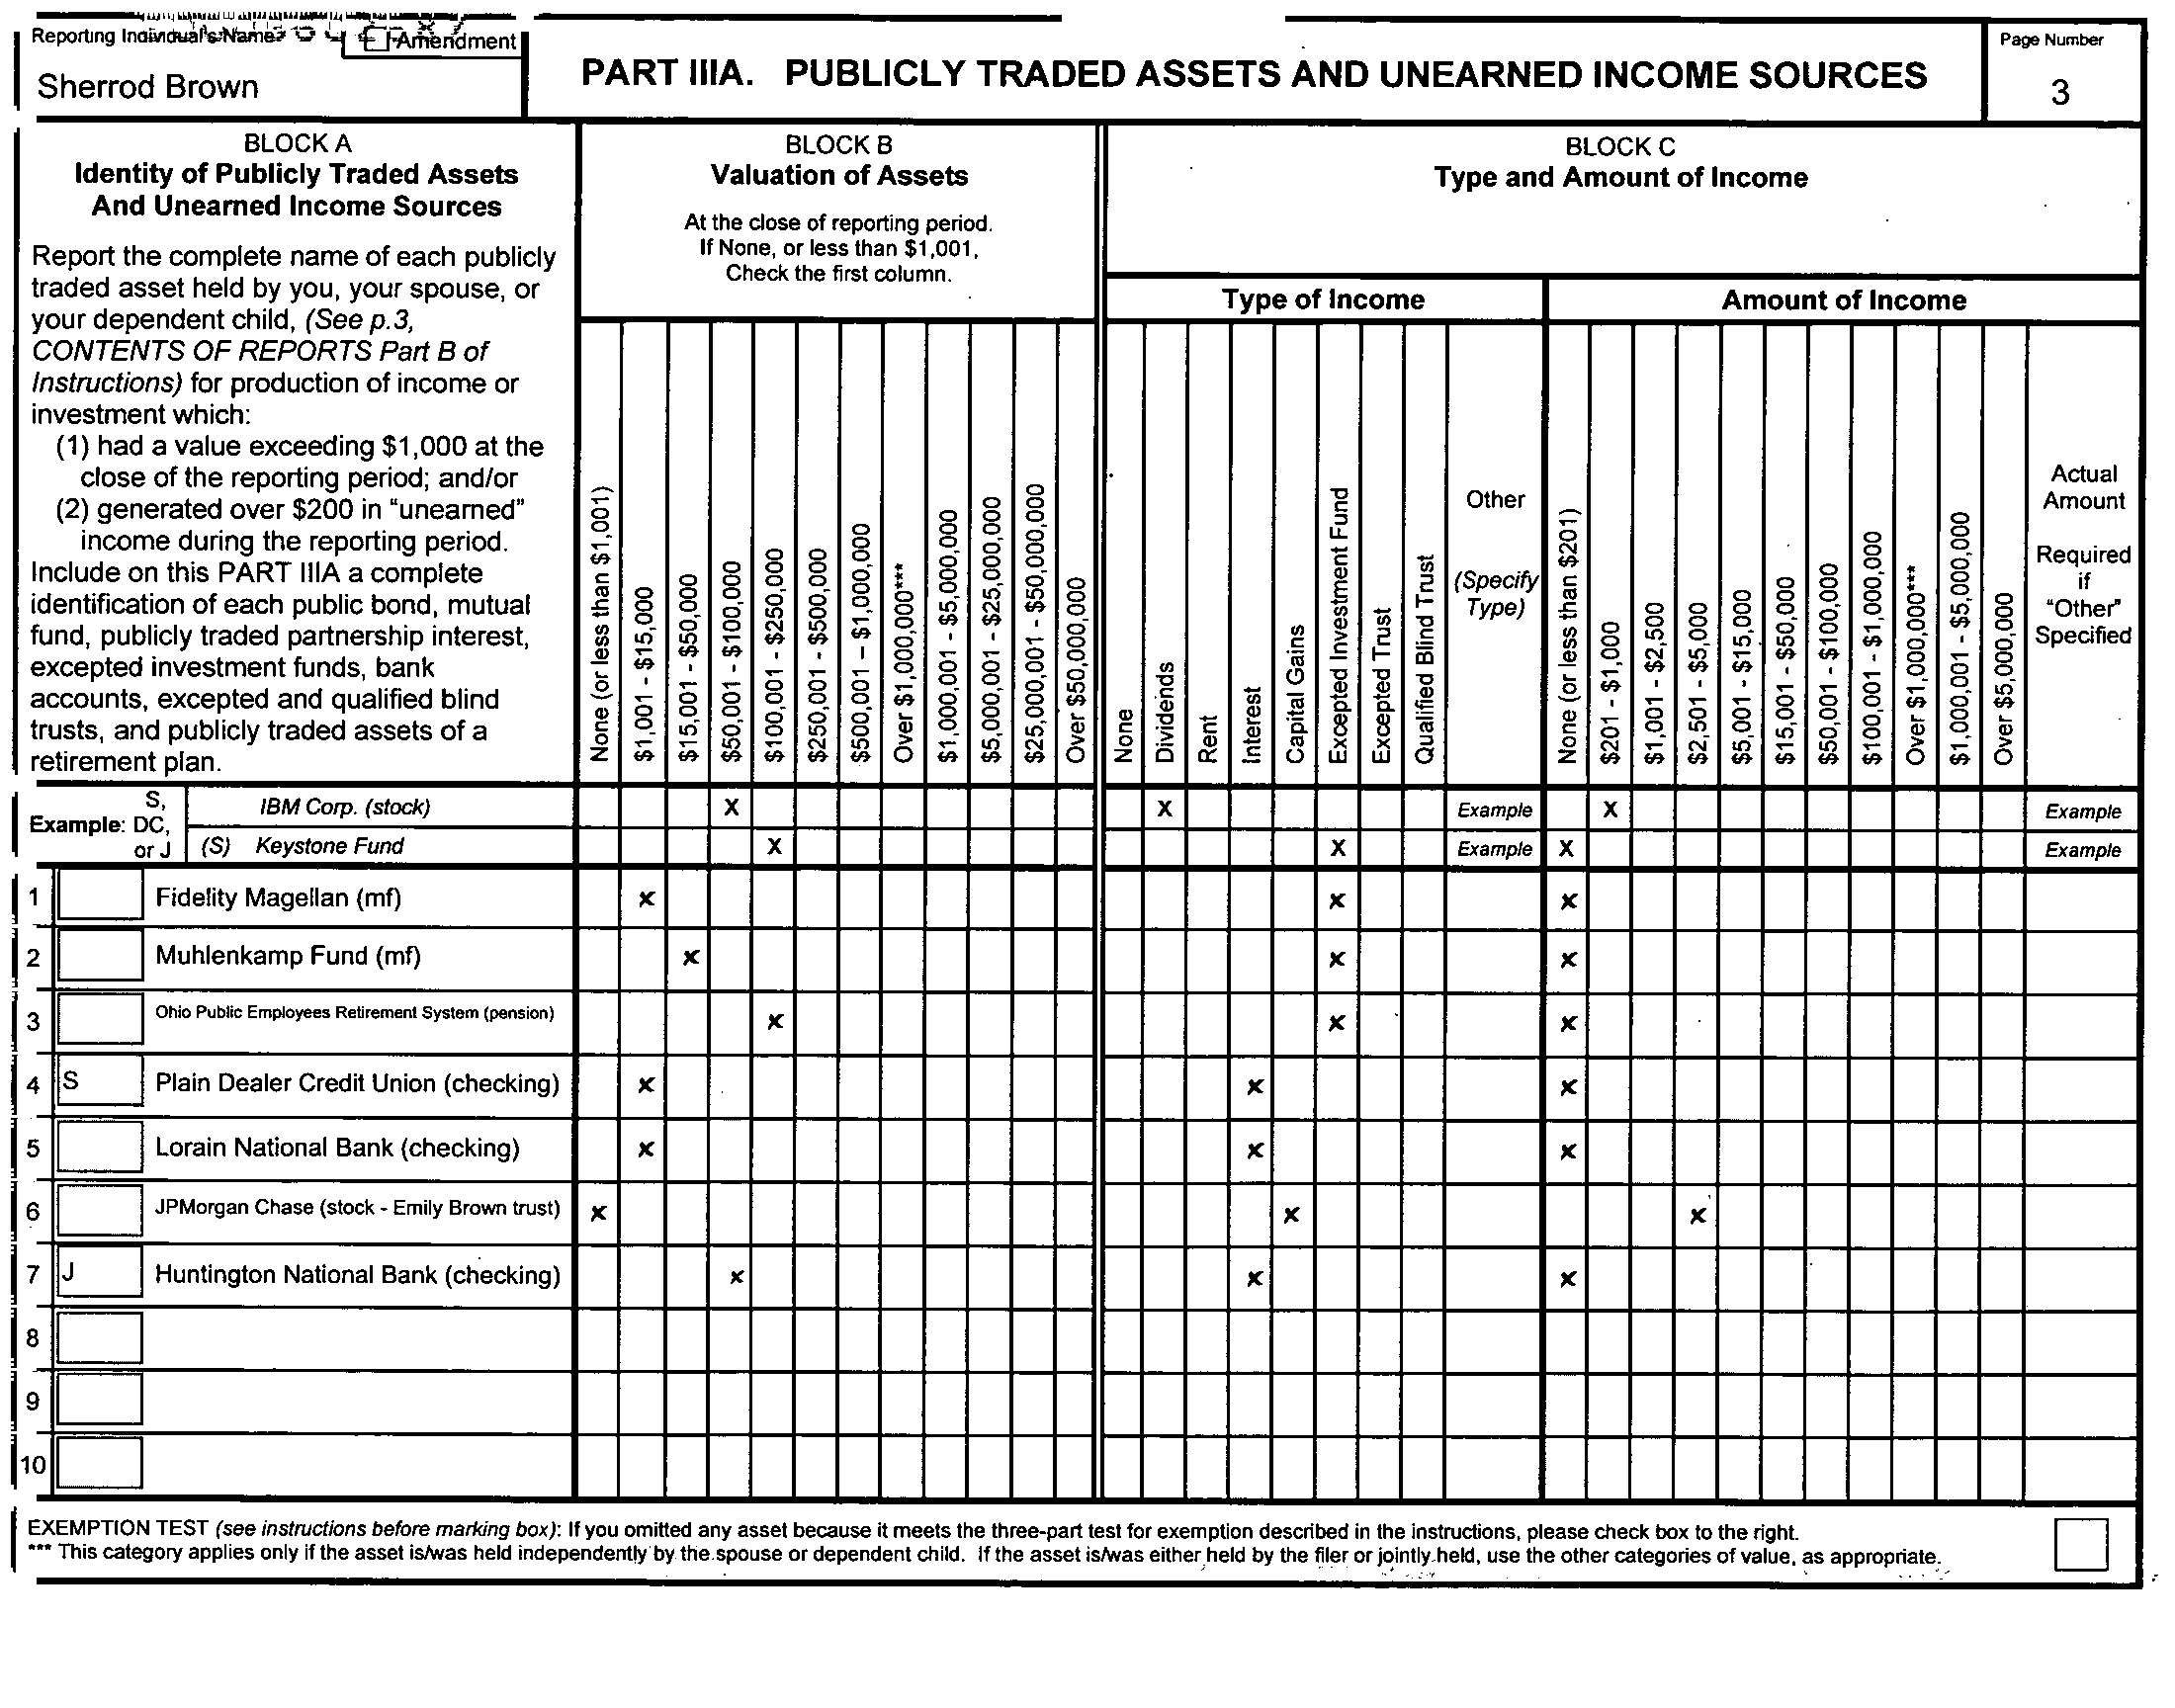 Reporting Individual's Name
Amendment
Sherrod Brown
PART IIIA. PUBLICLY TRADED ASSETS AND UNEARNED INCOME SOURCES
Page Number
3
BLOCK A
Identity of Publicly Traded Assets
And Unearned Income Sources
Report the complete name of each publicly
traded asset held by you, your spouse, or
your dependent child, (See p.3,
CONTENTS OF REPORTS Part B of
Instructions) for production of income or
investment which:
(1) had a value exceeding $1,000 at the
close of the reporting period; and/or
(2) generated over $200 in "unearned"
income during the reporting period.
Include on this PART IIIA a complete
identification of each public bond, mutual
fund, publicly traded partnership interest,
excepted investment funds, bank
accounts, excepted and qualified blind
trusts, and publicly traded assets of a
retirement plan.
BLOCK B
Valuation of Assets
At the close of reporting period.
If None, or less than $1,001,
Check the first column.
BLOCK C
Type and Amount of Income
Type of Income
Amount of Income
None (or less than $1,001)
$1,001 - $15,000
$15,001 - $50,000
$50,001 - $100,000
$100,001 - $250,000
$250,001 - $500,000
$500,001 – $1,000,000
Over $1,000,000***
$1,000,001 - $5,000,000
$5,000,001 - $25,000,000
$25,000,001 - $50,000,000
Over $50,000,000
None
Dividends
Rent
Interest
Capital Gains
Excepted Investment Fund
Excepted Trust
Qualified Blind Trust
Other
(Specify
Type)
None (or less than $201)
$201 - $1,000
$1,001 - $2,500
$2,501 - $5,000
$5,001 - $15,000
$15,001 - $50,000
$50,001 - $100,000
$100,001 - $1,000,000
Over $1,000,000***
$1,000,001 - $5,000,000
Over $5,000,000
Actual
Amount
Required
if
"Other"
Specified
Example: S, DC, or J
IBM Corp. (stock) X X Example X Example
(S) Keystone Fund X X Example X Example
1 Fidelity Magellan (mf) x x x
2 Muhlenkamp Fund (mf) x x x
3 Ohio Public Employees Retirement System (pension) x x x
4 S Plain Dealer Credit Union (checking) x x x
5 Lorain National Bank (checking) x x x
6 JPMorgan Chase (stock - Emily Brown trust) x x x
7 J Huntington National Bank (checking) x x x
8
9
10
EXEMPTION TEST (see instructions before marking box): If you omitted any asset because it meets the three-part test for exemption described in the instructions, please check box to the right.
*** This category applies only if the asset is/was held independently by the spouse or dependent child. If the asset is/was either held by the filer or jointly held, use the other categories of value, as appropriate.